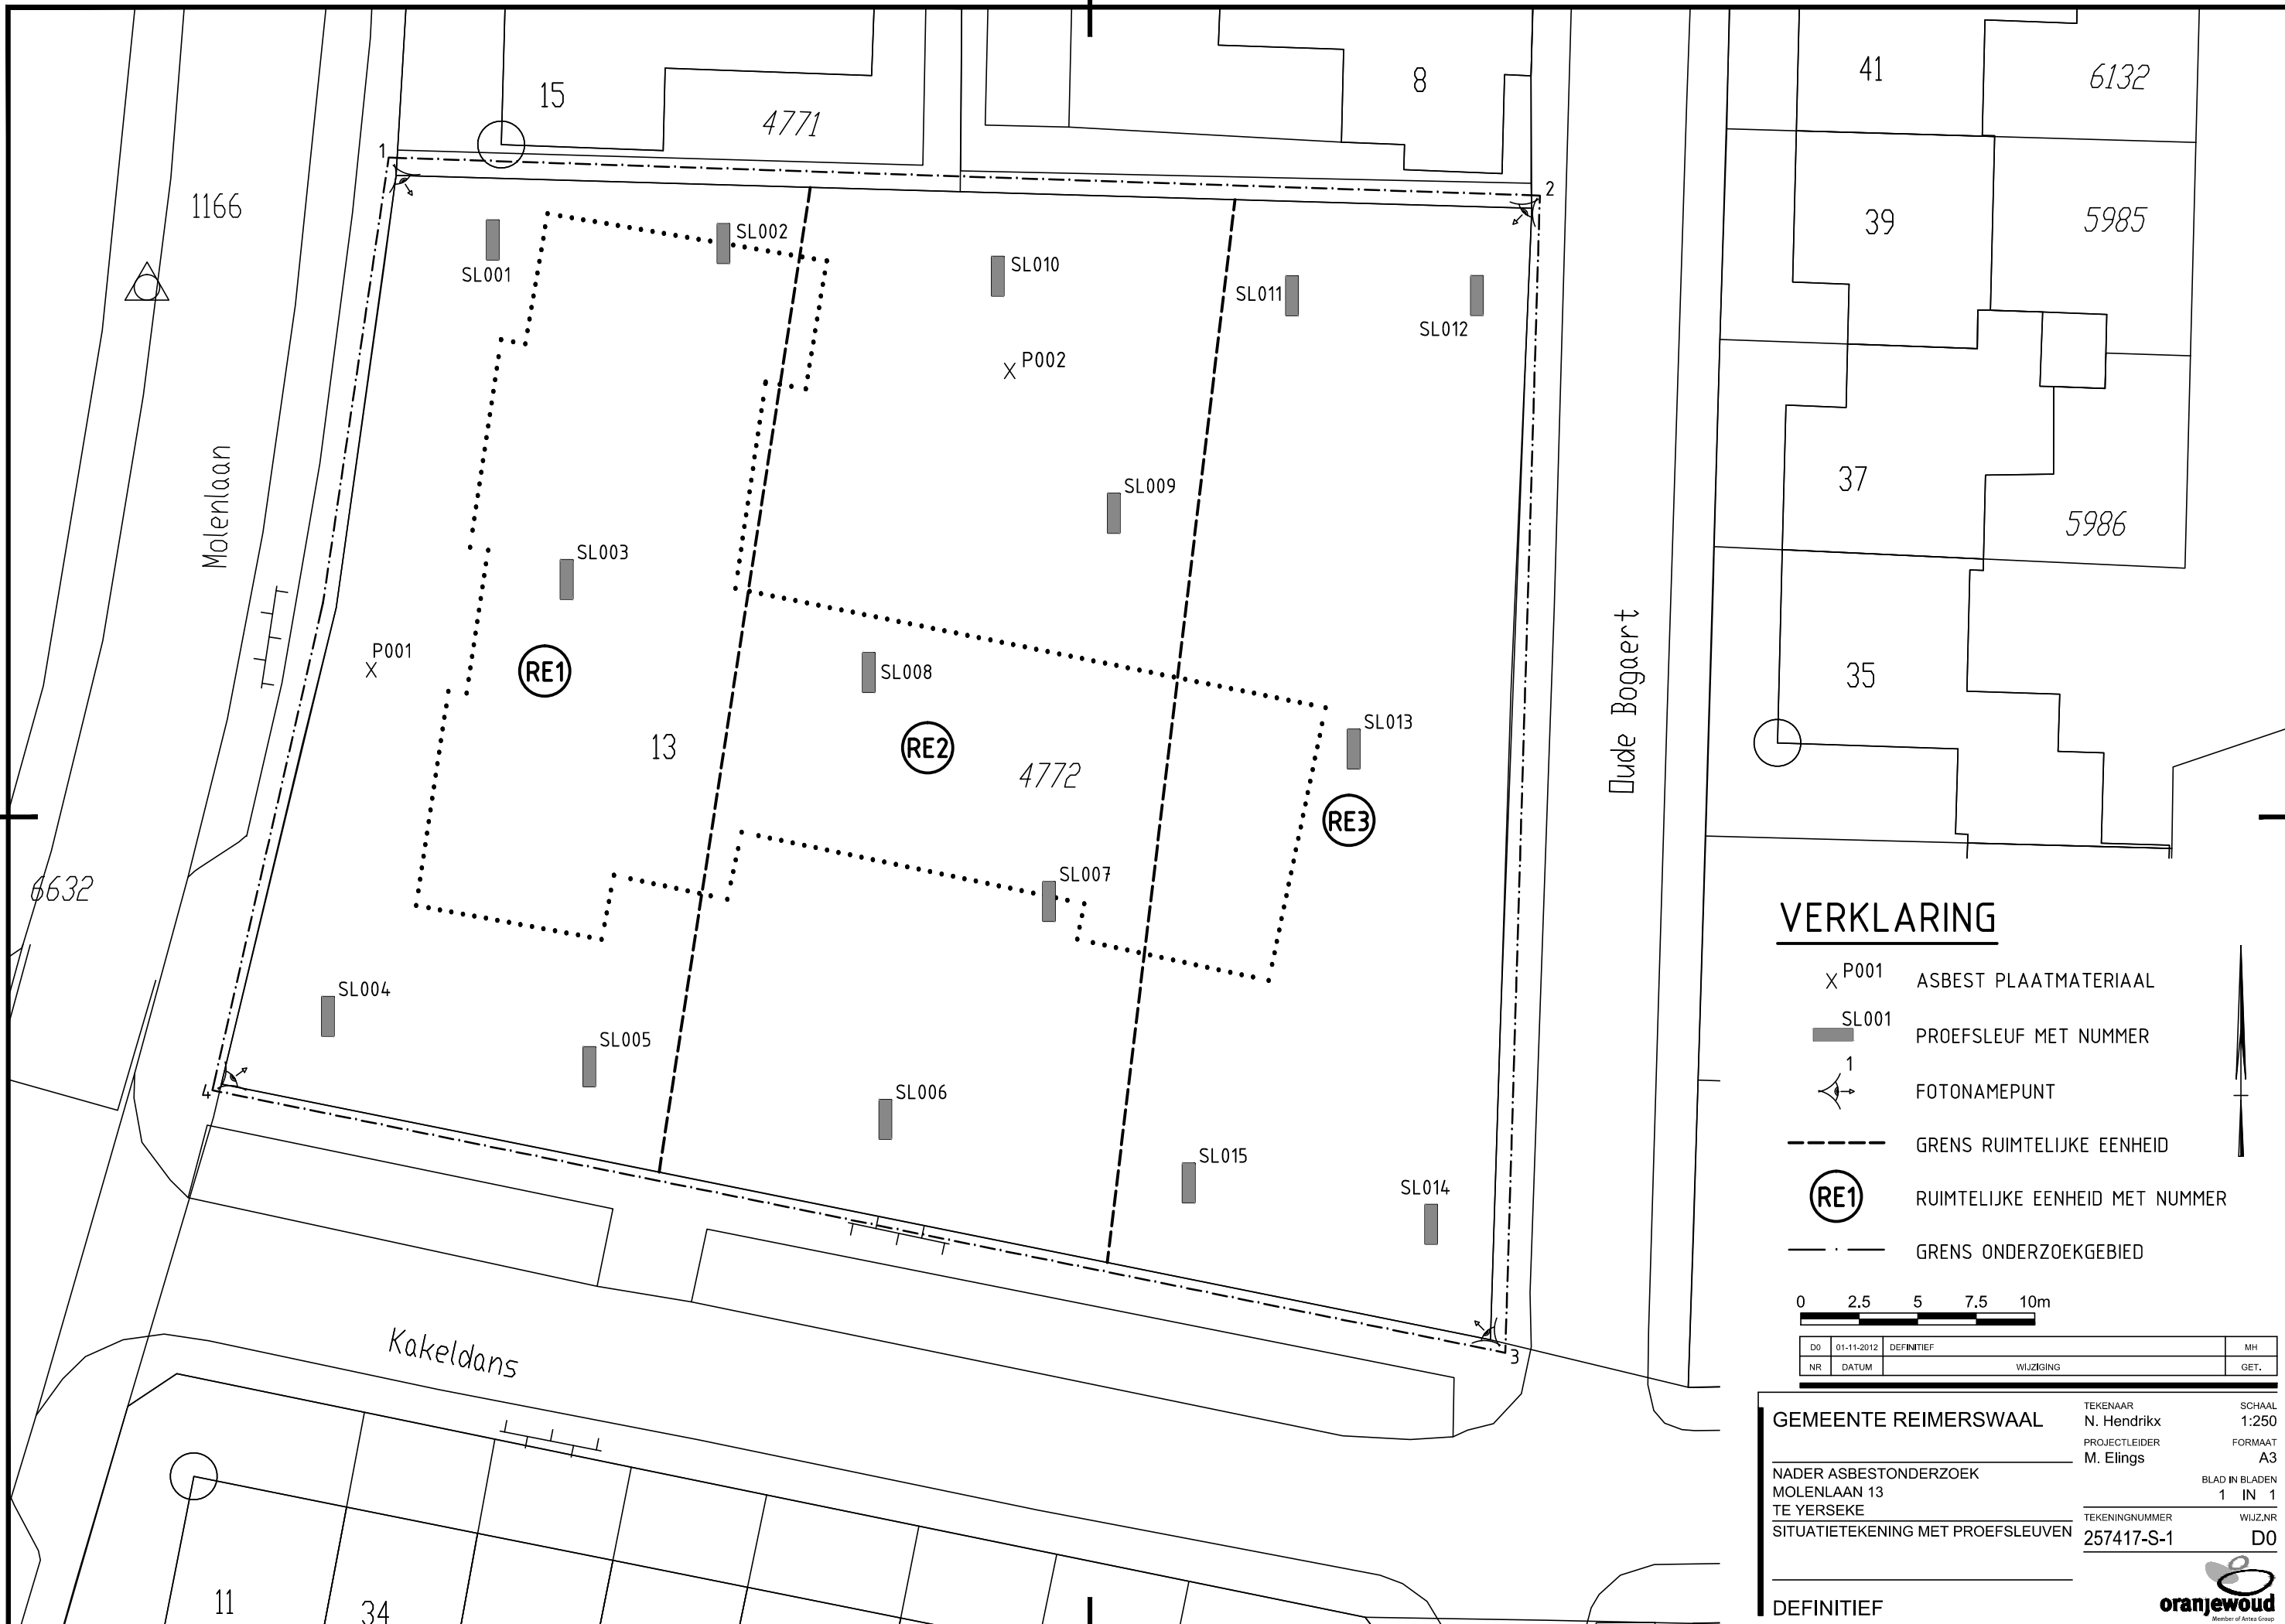 15
4771
8
41
6132
1
2
1166
39
5985
SL001
SL002
SL010
SL011
SL012
P002
Molenlaan
SL009
37
5986
SL003
P001
RE1
SL008
Oude Bogaert
35
13
RE2
4772
SL013
RE3
6632
SL007
SL004
SL005
4
SL006
SL015
SL014
3
Kakeldans
11
34
VERKLARING
P001 ASBEST PLAATMATERIAAL
SL001 PROEFSLEUF MET NUMMER
1 FOTONAMEPUNT
GRENS RUIMTELIJKE EENHEID
RE1 RUIMTELIJKE EENHEID MET NUMMER
GRENS ONDERZOEKGEBIED
0 2.5 5 7.5 10m
D0 01-11-2012 DEFINITIEF MH
NR DATUM WIJZIGING GET.
GEMEENTE REIMERSWAAL
TEKENAAR SCHAAL
N. Hendrikx 1:250
PROJECTLEIDER FORMAAT
M. Elings A3
NADER ASBESTONDERZOEK
MOLENLAAN 13
TE YERSEKE
BLAD IN BLADEN
1 IN 1
SITUATIETEKENING MET PROEFSLEUVEN
TEKENINGNUMMER WIJZ.NR
257417-S-1 D0
DEFINITIEF
oranjewoud
Member of Antea Group